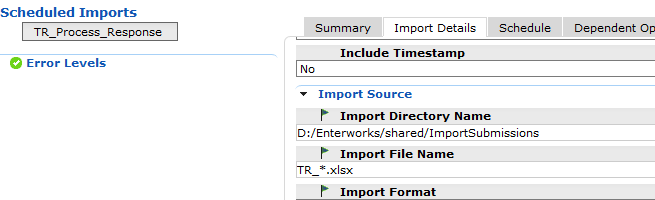 Scheduled Imports
TR_Process_Response
Error Levels
Summary Import Details Schedule Dependent Op
Include Timestamp
No
Import Source
Import Directory Name
D:/Enterworks/shared/ImportSubmissions
Import File Name
TR_*.xlsx
Import Format